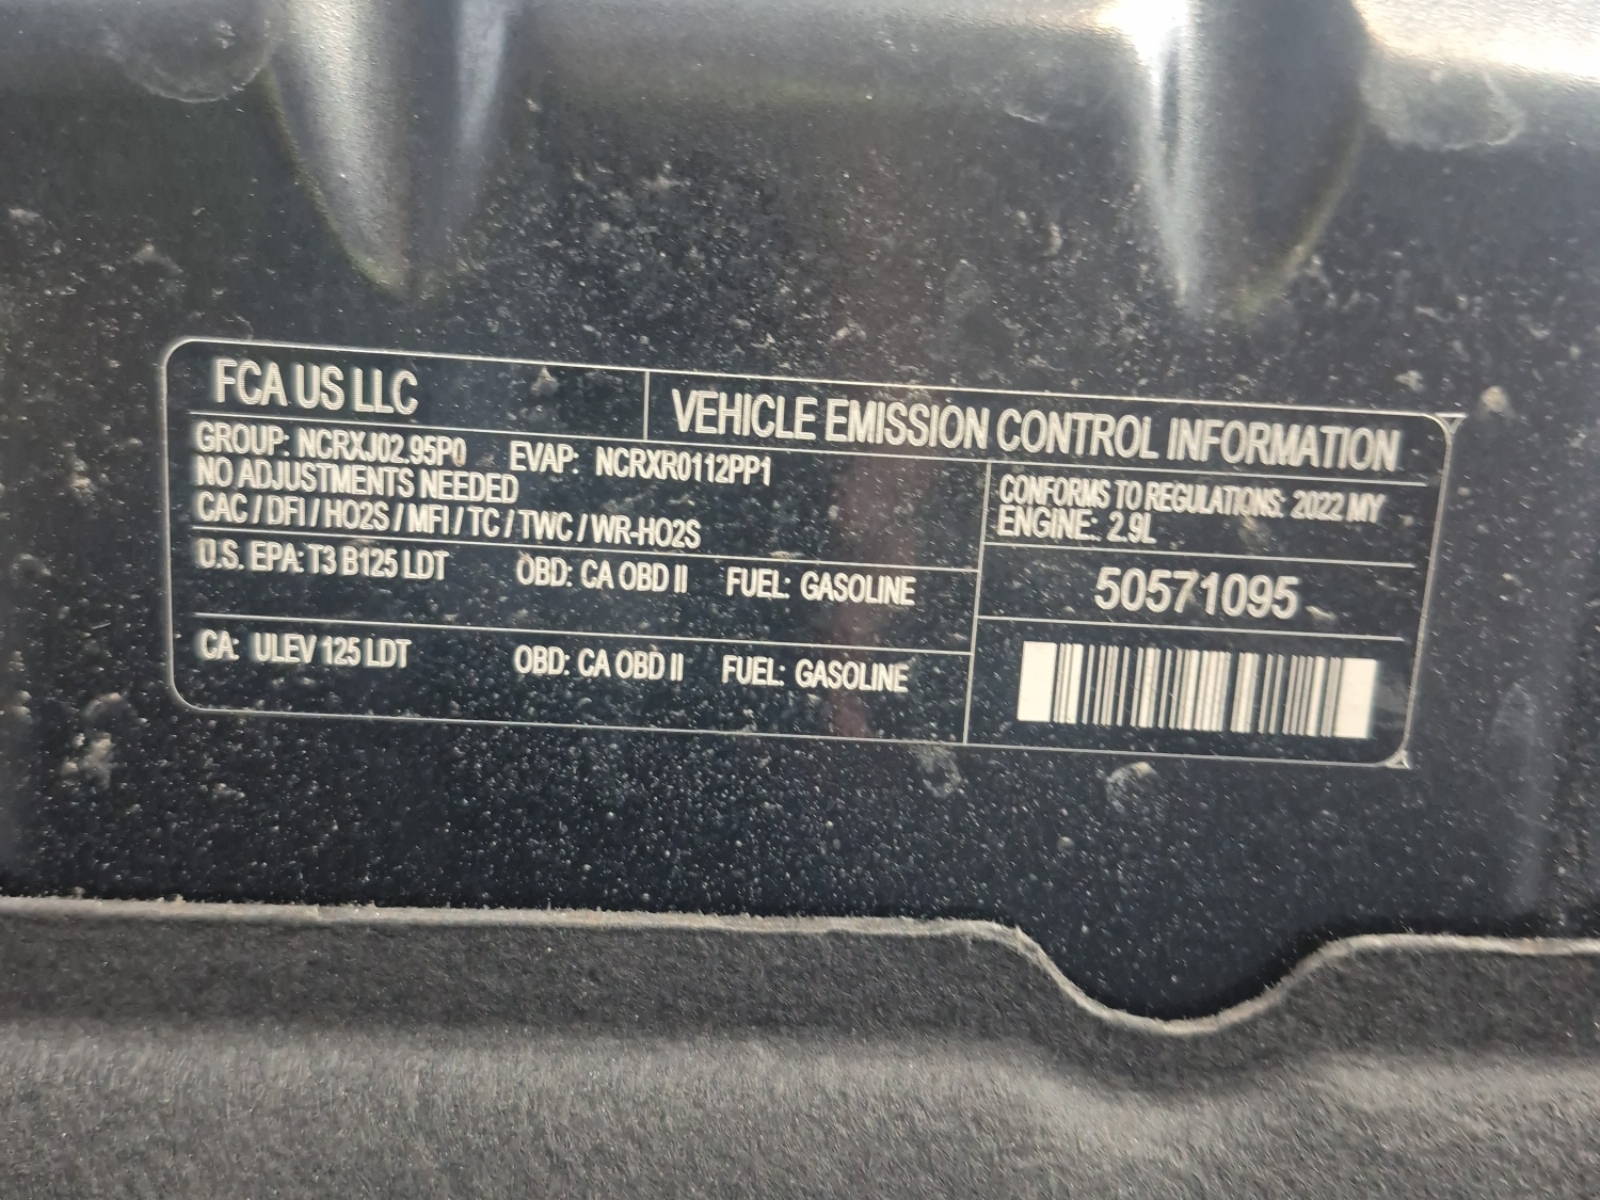 FCA US LLC
VEHICLE EMISSION CONTROL INFORMATION
GROUP: NCRXJ02.95P0 EVAP: NCRXR0112PP1
NO ADJUSTMENTS NEEDED
CAC / DFI / HO2S / MFI / TC / TWC / WR-HO2S
CONFORMS TO REGULATIONS: 2022 MY
ENGINE: 2.9L
U.S. EPA: T3 B125 LDT OBD: CA OBD II FUEL: GASOLINE
50571095
CA: ULEV 125 LDT OBD: CA OBD II FUEL: GASOLINE